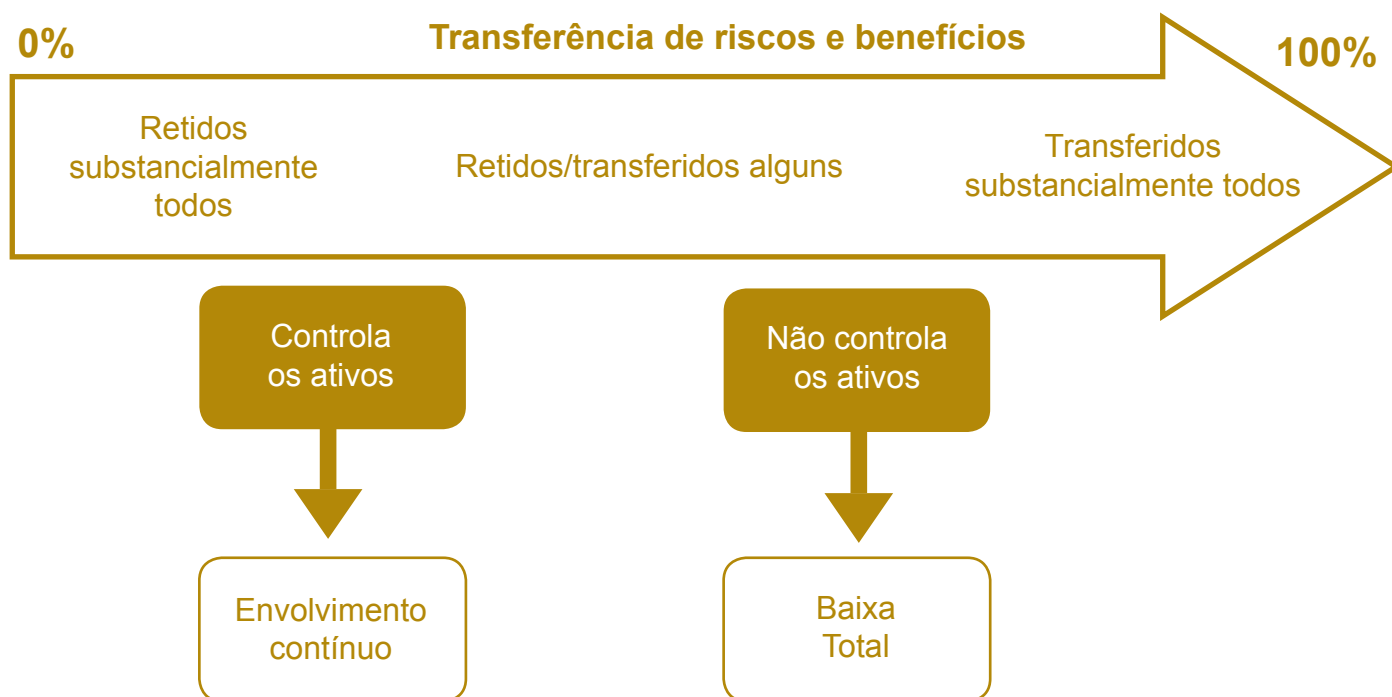 0%
Transferência de riscos e benefícios
100%
Retidos
substancialmente
todos
Retidos/transferidos alguns
Transferidos
substancialmente todos
Controla
os ativos
Não controla
os ativos
Envolvimento
contínuo
Baixa
Total